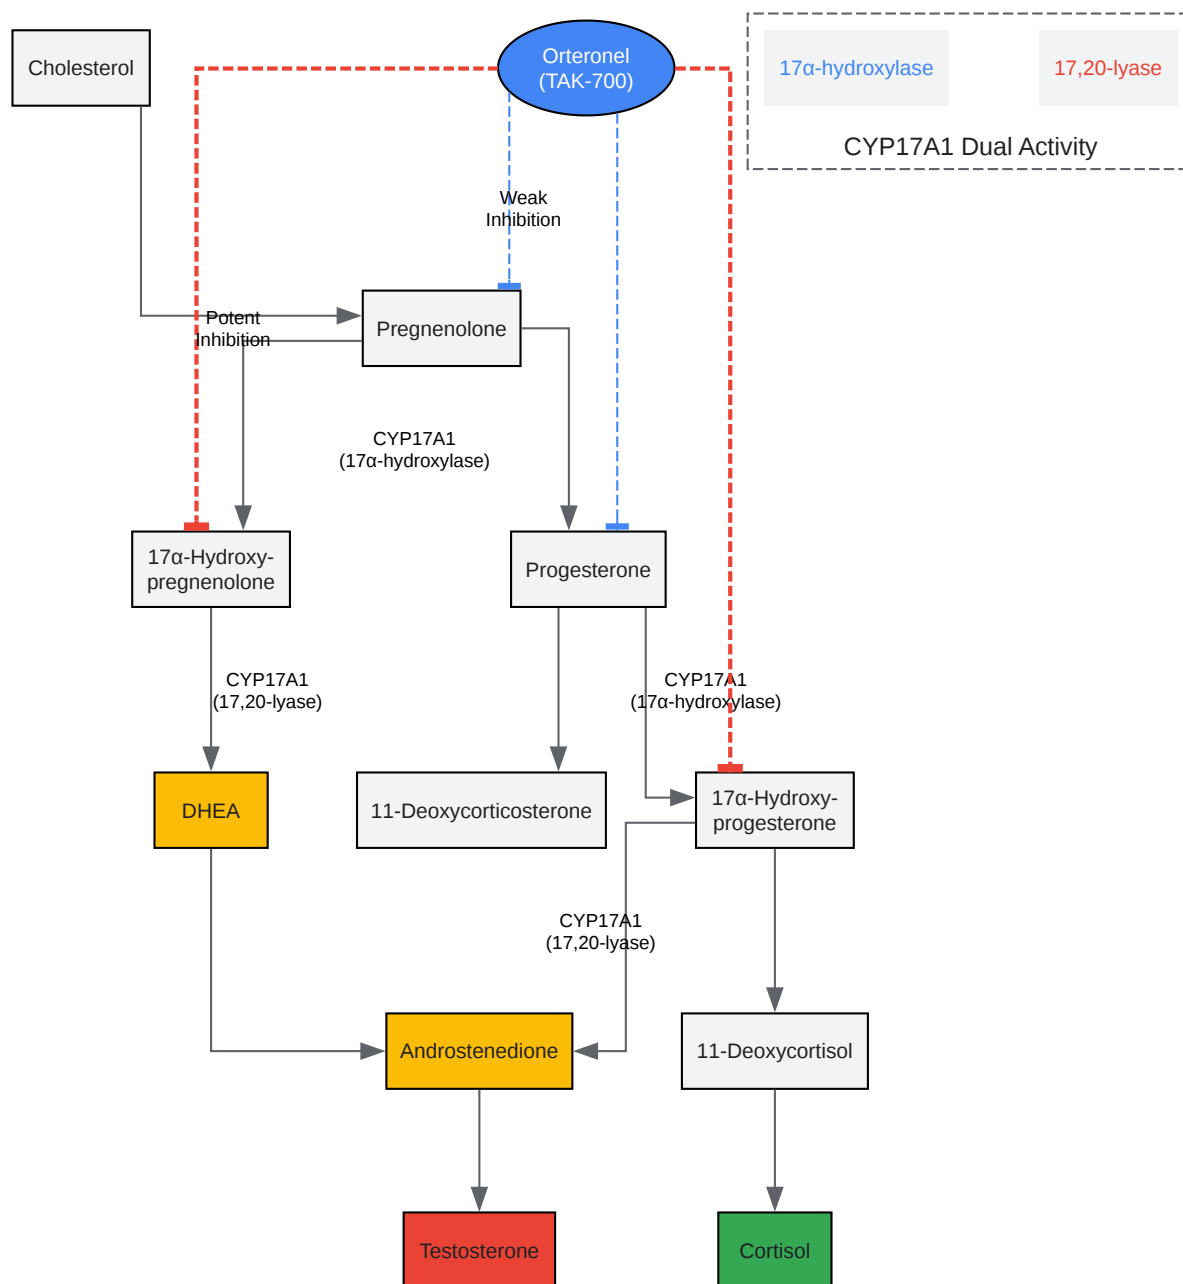 Cholesterol
Orteronel
(TAK-700)
17α-hydroxylase
17,20-lyase
CYP17A1 Dual Activity
Weak
Inhibition
Potent
Inhibition
Pregnenolone
CYP17A1
(17α-hydroxylase)
17α-Hydroxy-
pregnenolone
Progesterone
CYP17A1
(17,20-lyase)
CYP17A1
(17α-hydroxylase)
DHEA
11-Deoxycorticosterone
17α-Hydroxy-
progesterone
CYP17A1
(17,20-lyase)
Androstenedione
11-Deoxycortisol
Testosterone
Cortisol